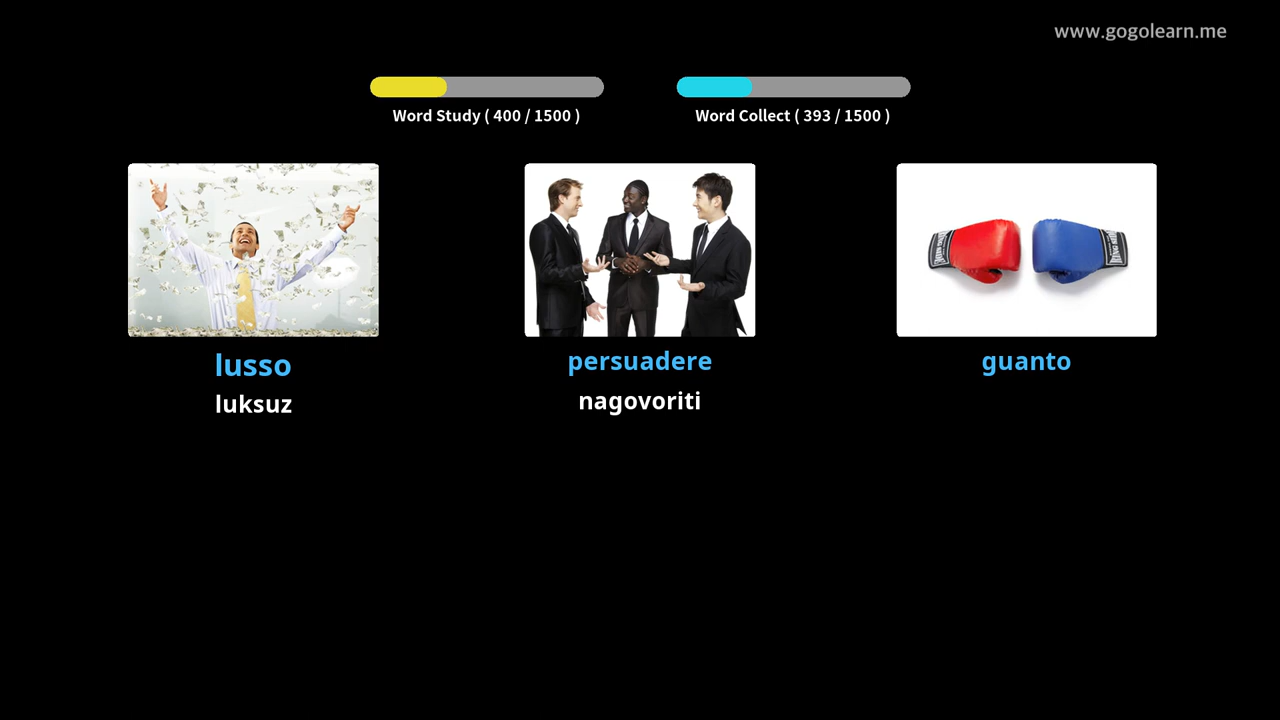 www.gogolearn.me
Word Study ( 400 / 1500 )
Word Collect ( 393 / 1500 )
lusso
persuadere
guanto
luksuz
nagovoriti